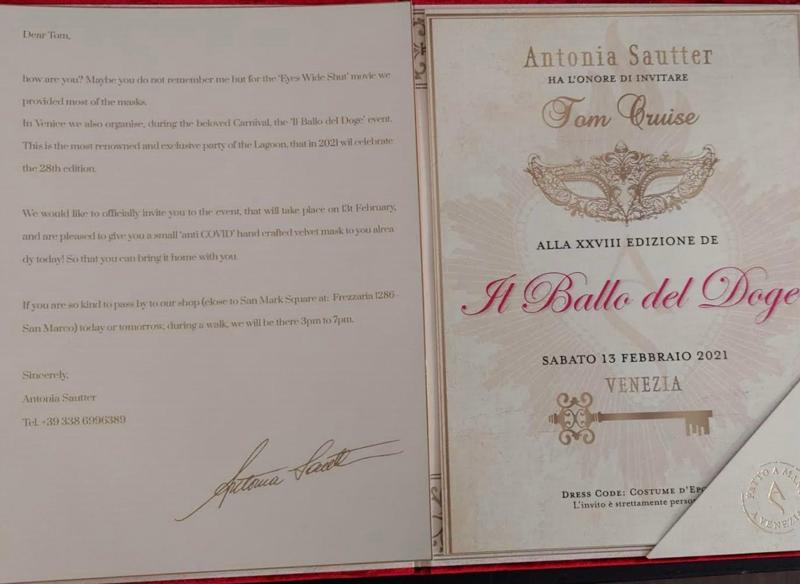 Dear Tom,
how are you? Maybe you do not remember me but for the 'Eyes Wide Shut' movie we
provided most of the masks.
In Venice we also organise, during the beloved Carnival, the 'Il Ballo del Doge' event.
This is the most renowned and exclusive party of the Lagoon, that in 2021 wil celebrate
the 28th edition.
We would like to officially invite you to the event, that will take place on 13t February,
and are pleased to give you a small 'anti COVID' hand crafted velvet mask to you alrea
dy today! So that you can bring it home with you.
If you are so kind to pass by to our shop (close to San Mark Square at: Frezzaria 1286-
San Marco) today or tomorrow, during a walk, we will be there 3pm to 7pm.
Sincerely,
Antonia Sautter
Tel. +39 338 6996389
Antonia Sautter
Antonia Sautter
HA L'ONORE DI INVITARE
Tom Cruise
ALLA XXVIII EDIZIONE DE
Il Ballo del Doge
SABATO 13 FEBBRAIO 2021
VENEZIA
DRESS CODE: COSTUME D'EPO
L'invito è strettamente perso
FATTO A MAN
A VENEZIA